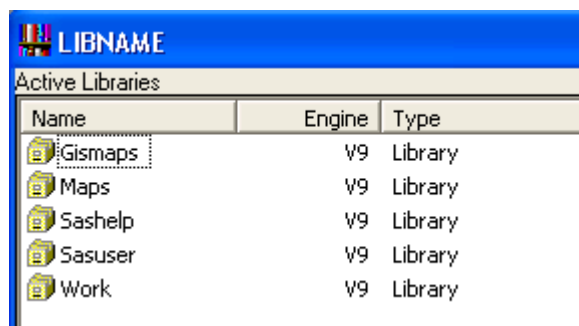 LIBNAME
Active Libraries
Name Engine Type
Gismaps V9 Library
Maps V9 Library
Sashelp V9 Library
Sasuser V9 Library
Work V9 Library